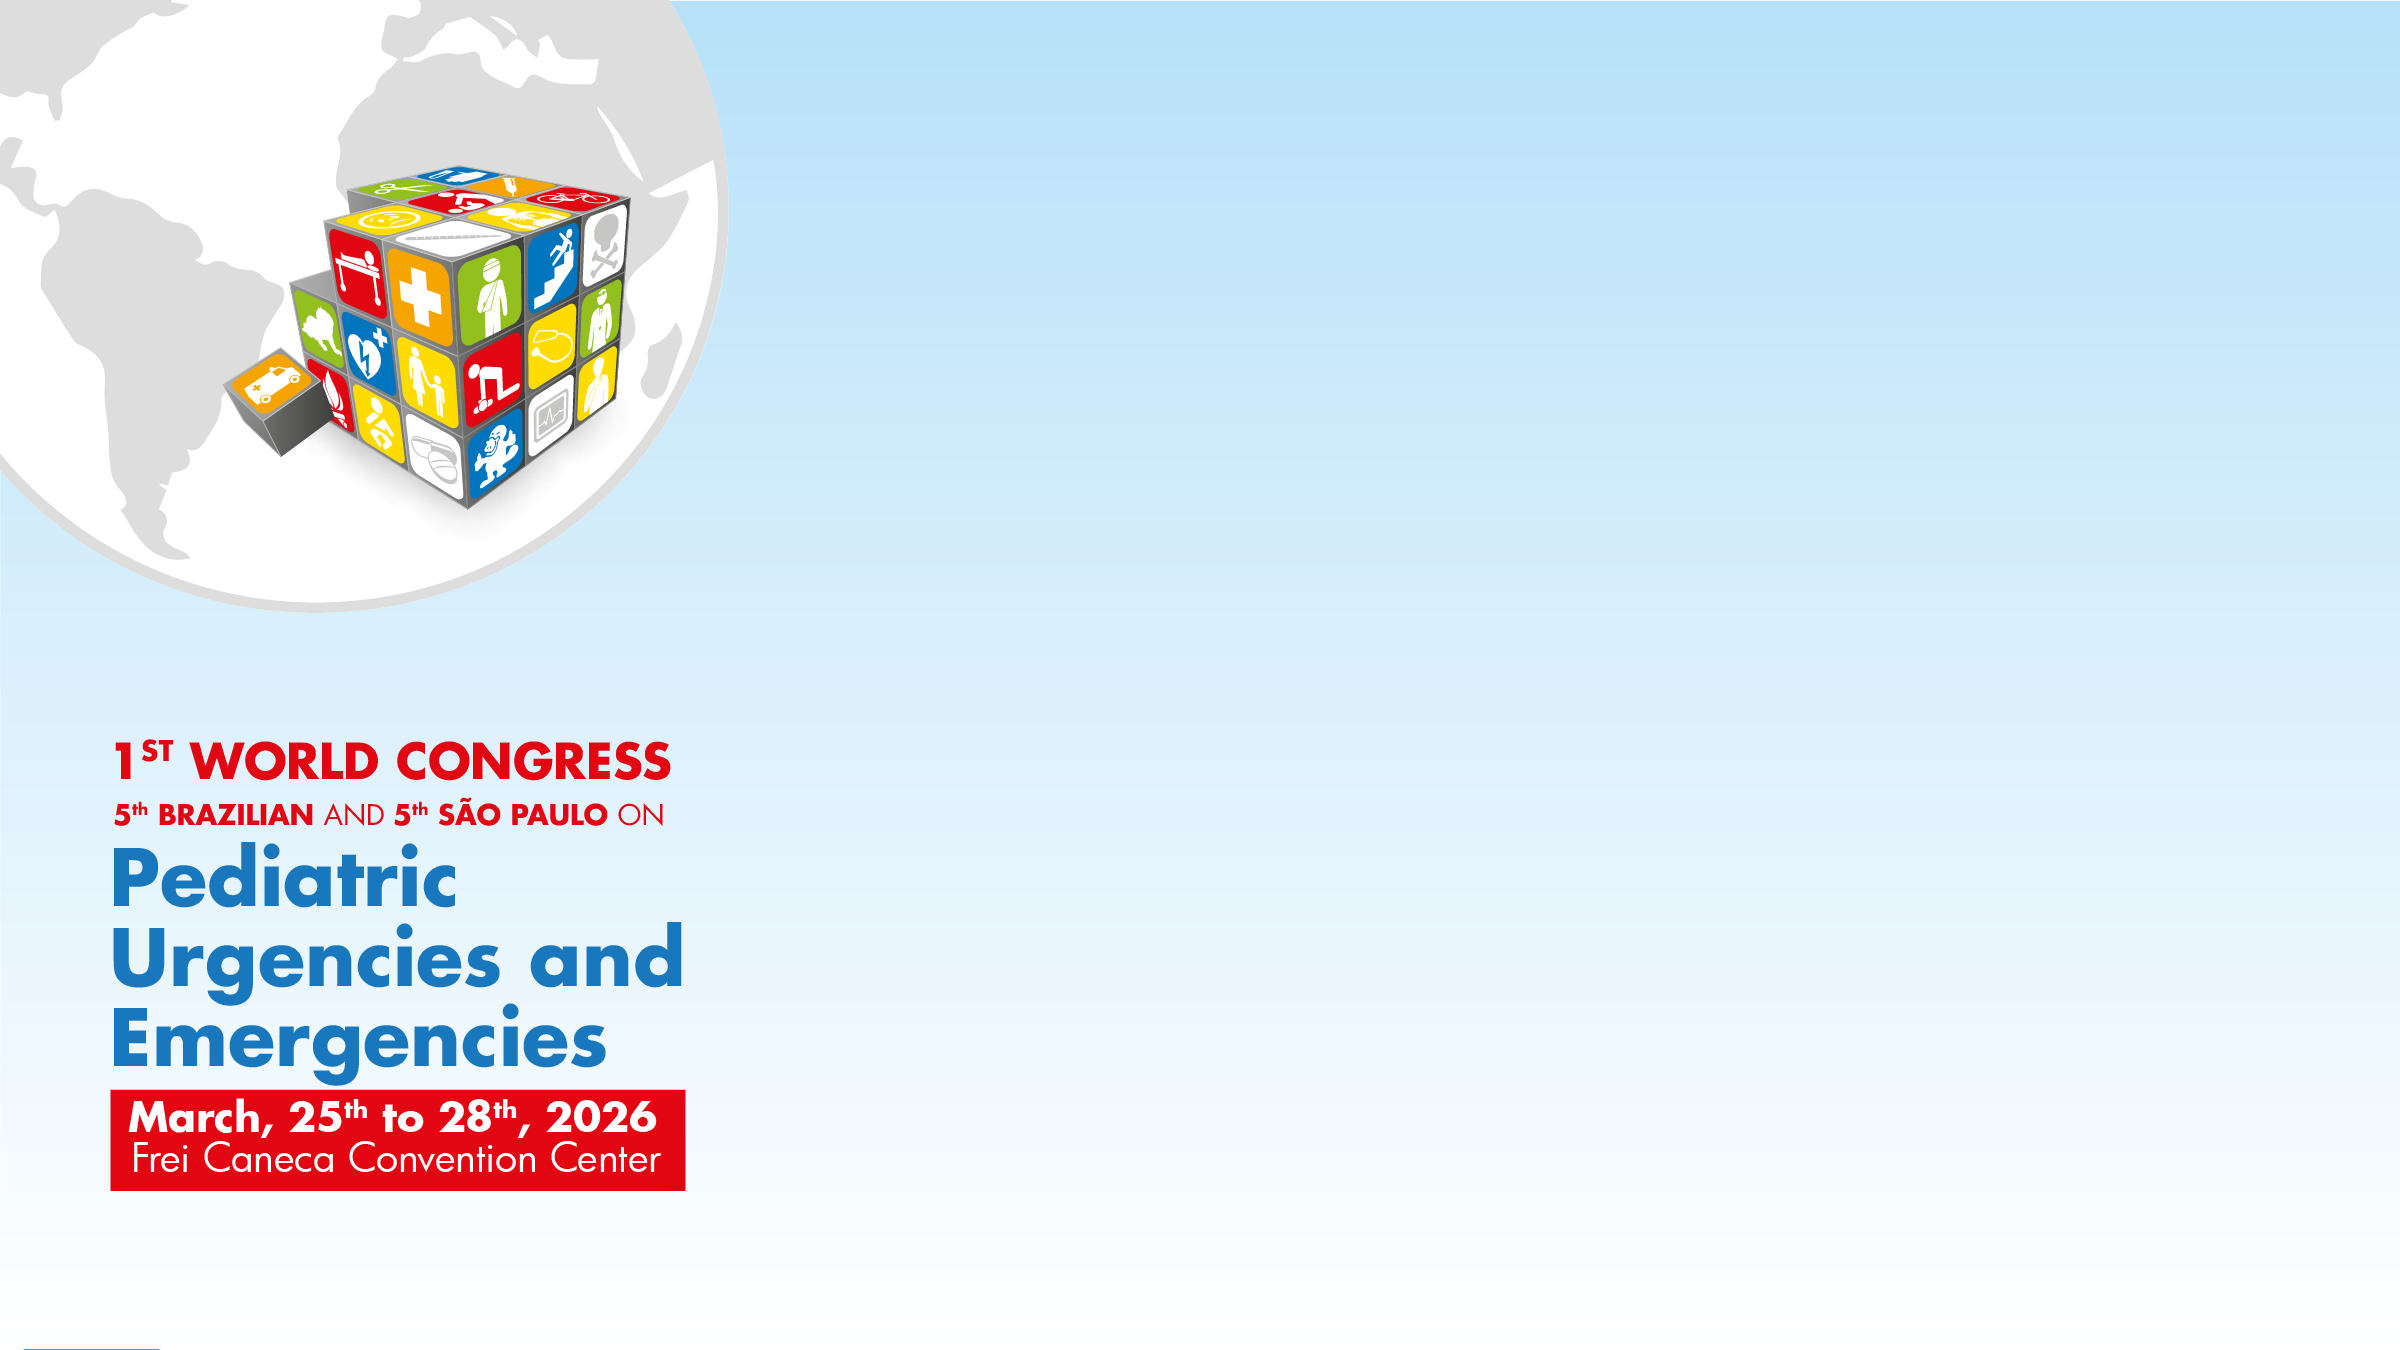 1ST WORLD CONGRESS
5th BRAZILIAN AND 5th SÃO PAULO ON
Pediatric
Urgencies and
Emergencies
March, 25th to 28th, 2026
Frei Caneca Convention Center